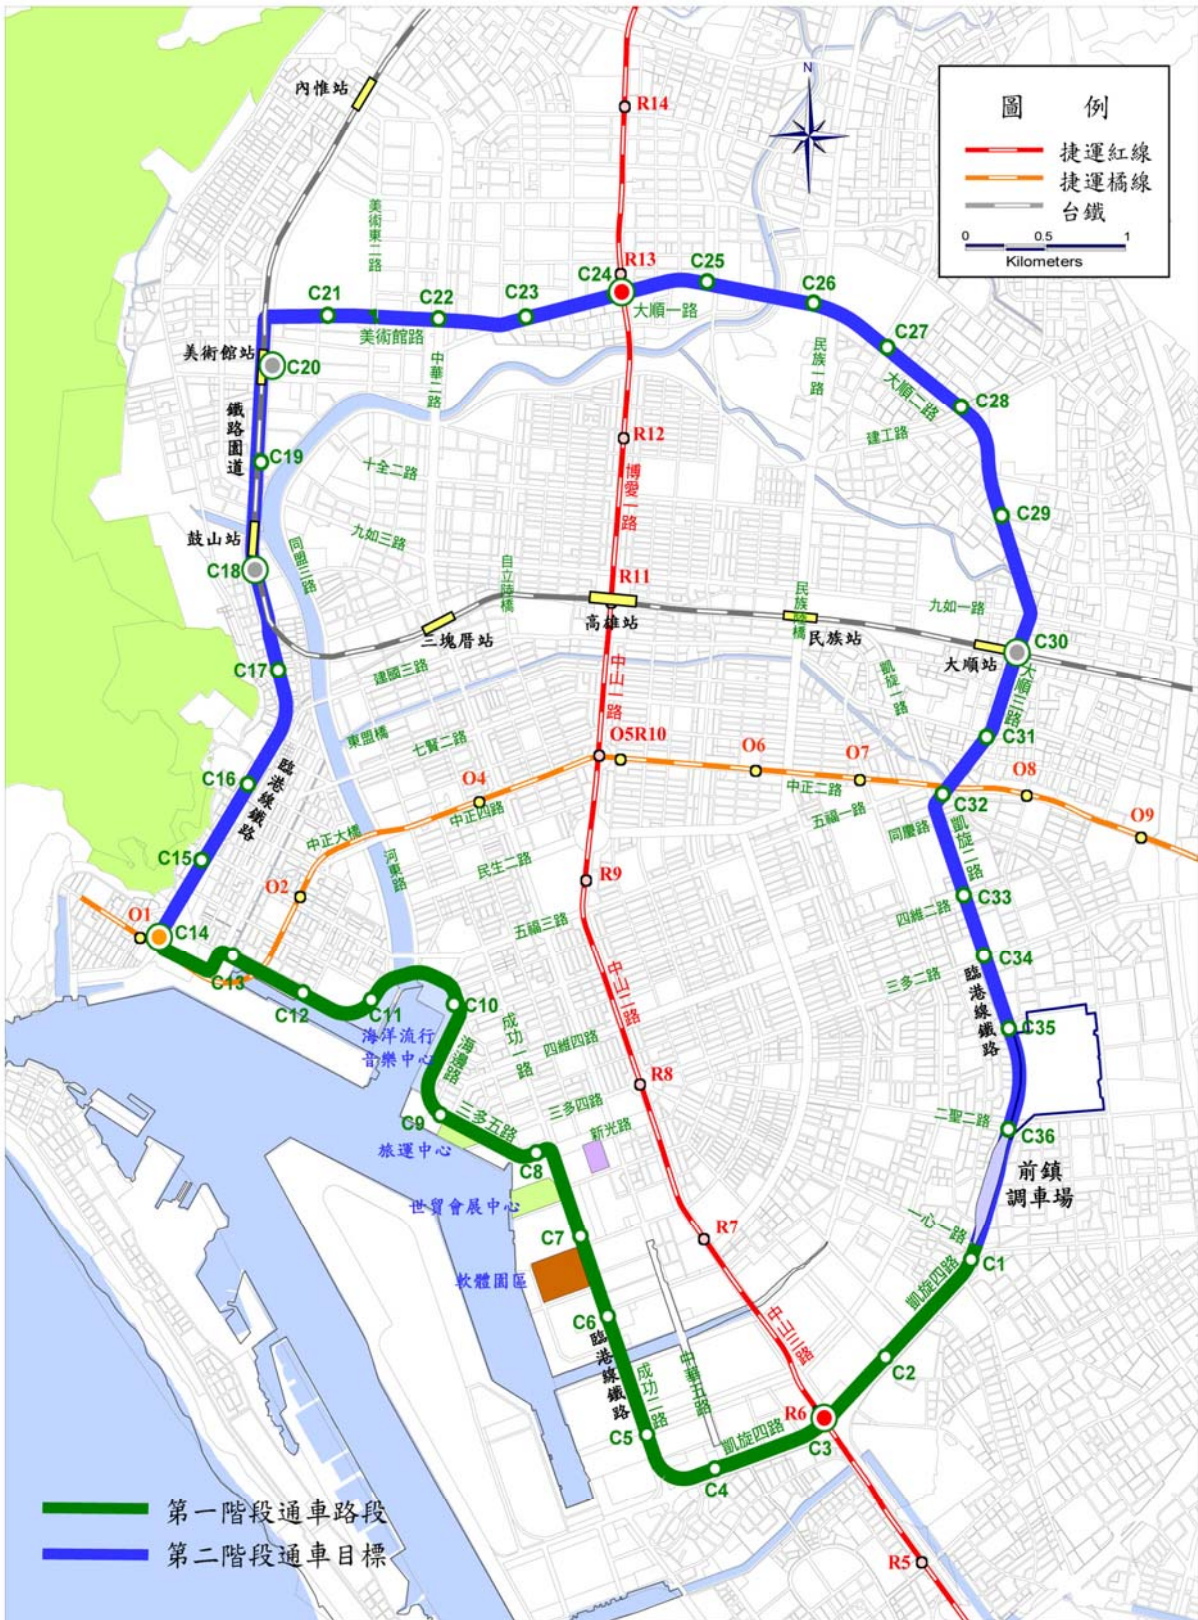 N
圖 例
捷運紅線
捷運橘線
台鐵
0 0.5 1
Kilometers
內惟站
R14
美術東二路
R13
C24
C25
C26
C21
C22
C23
大順一路
美術館路
中華二路
民族一路
C27
美術館站
C20
大順二路
C28
鐵路園道
R12
建工路
C19
十全二路
博愛一路
C29
鼓山站
九如三路
同盟三路
C18
自立陸橋
R11
民族陸橋
九如一路
高雄站
民族站
三塊厝站
C30
大順站
C17
建國三路
中山一路
凱旋一路
大順三路
東盟橋
七賢二路
O5R10
C31
O6
O7
C16
臨港線鐵路
O4
中正二路
O8
C32
中正四路
五福一路
中正大橋
同慶路
凱旋二路
O9
C15
河東路
民生二路
O2
R9
C33
四維二路
O1
C14
五福三路
C34
C13
中山二路
三多二路
臨港線鐵路
C12
C11
C10
成功一路
C35
海洋流行
音樂中心
海邊路
四維四路
R8
C9
三多五路
三多四路
二聖二路
C36
新光路
旅運中心
C8
前鎮
調車場
世貿會展中心
一心一路
C7
R7
C1
軟體園區
凱旋四路
C6
中山三路
臨港線鐵路
成功二路
中華五路
C2
R6
C5
凱旋四路
C3
C4
第一階段通車路段
第二階段通車目標
R5